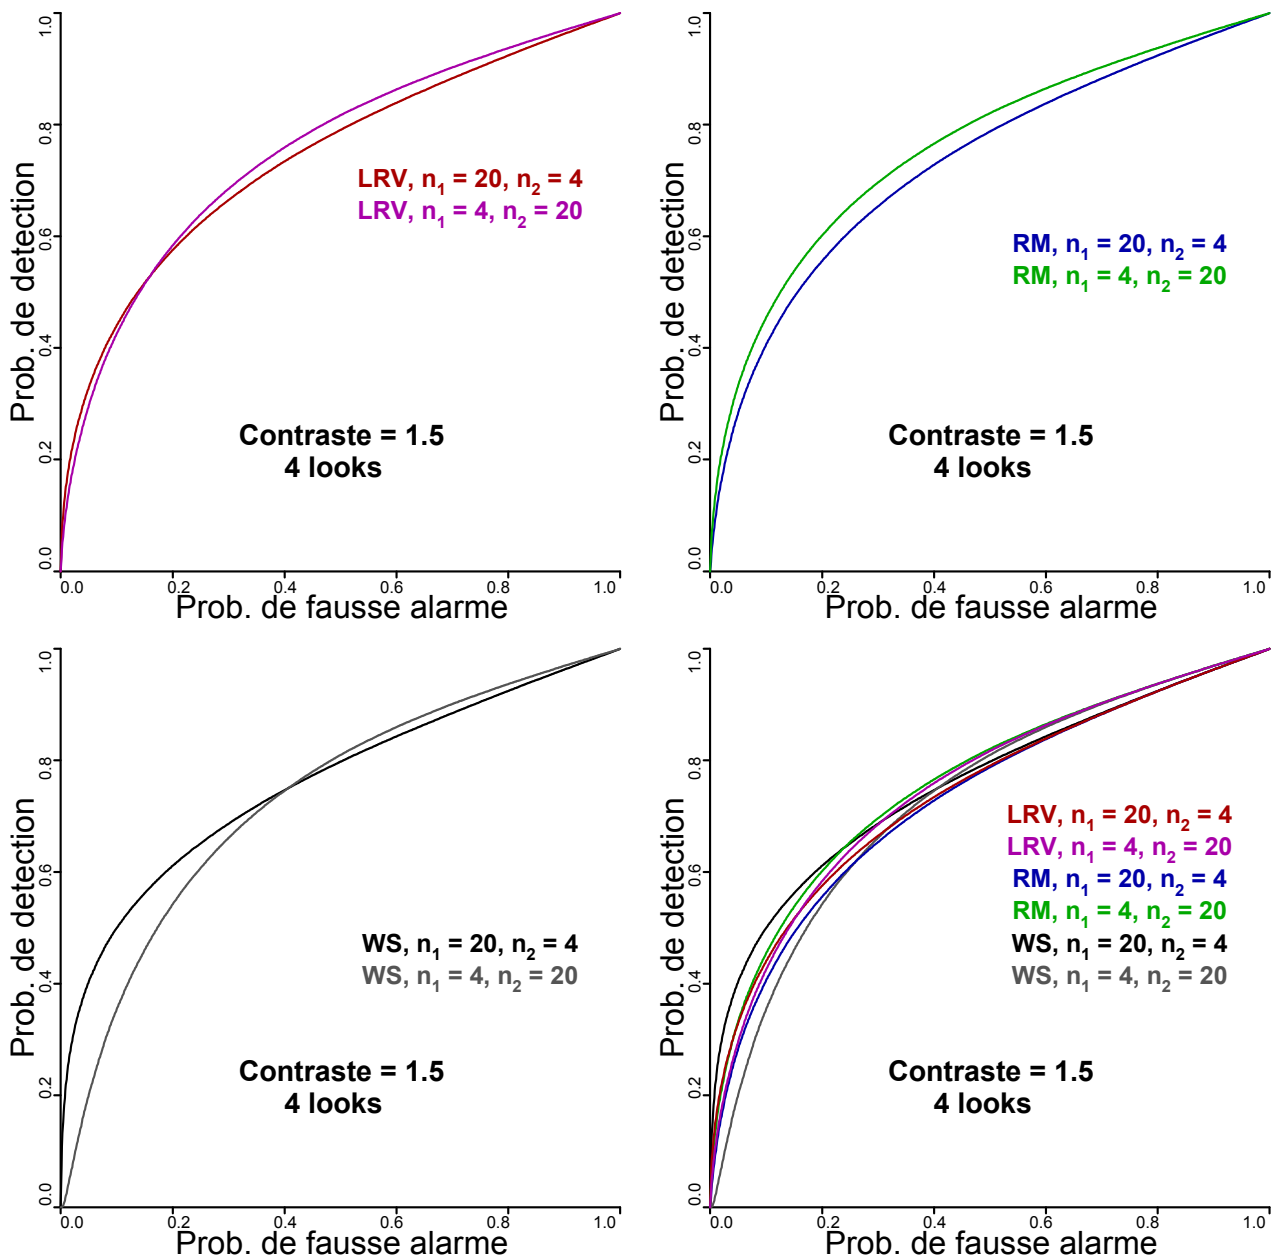 1.0
0.8
0.6
0.4
0.2
0.0
Prob. de detection
LRV, n1 = 20, n2 = 4
LRV, n1 = 4, n2 = 20
Contraste = 1.5
4 looks
0.0 0.2 0.4 0.6 0.8 1.0
Prob. de fausse alarme
1.0
0.8
0.6
0.4
0.2
0.0
Prob. de detection
RM, n1 = 20, n2 = 4
RM, n1 = 4, n2 = 20
Contraste = 1.5
4 looks
0.0 0.2 0.4 0.6 0.8 1.0
Prob. de fausse alarme
1.0
0.8
0.6
0.4
0.2
0.0
Prob. de detection
WS, n1 = 20, n2 = 4
WS, n1 = 4, n2 = 20
Contraste = 1.5
4 looks
0.0 0.2 0.4 0.6 0.8 1.0
Prob. de fausse alarme
1.0
0.8
0.6
0.4
0.2
0.0
Prob. de detection
LRV, n1 = 20, n2 = 4
LRV, n1 = 4, n2 = 20
RM, n1 = 20, n2 = 4
RM, n1 = 4, n2 = 20
WS, n1 = 20, n2 = 4
WS, n1 = 4, n2 = 20
Contraste = 1.5
4 looks
0.0 0.2 0.4 0.6 0.8 1.0
Prob. de fausse alarme